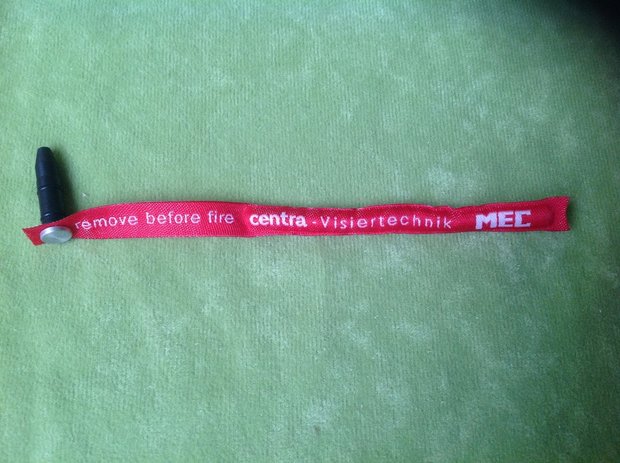 remove before fire centra - Visiertechnik MEC